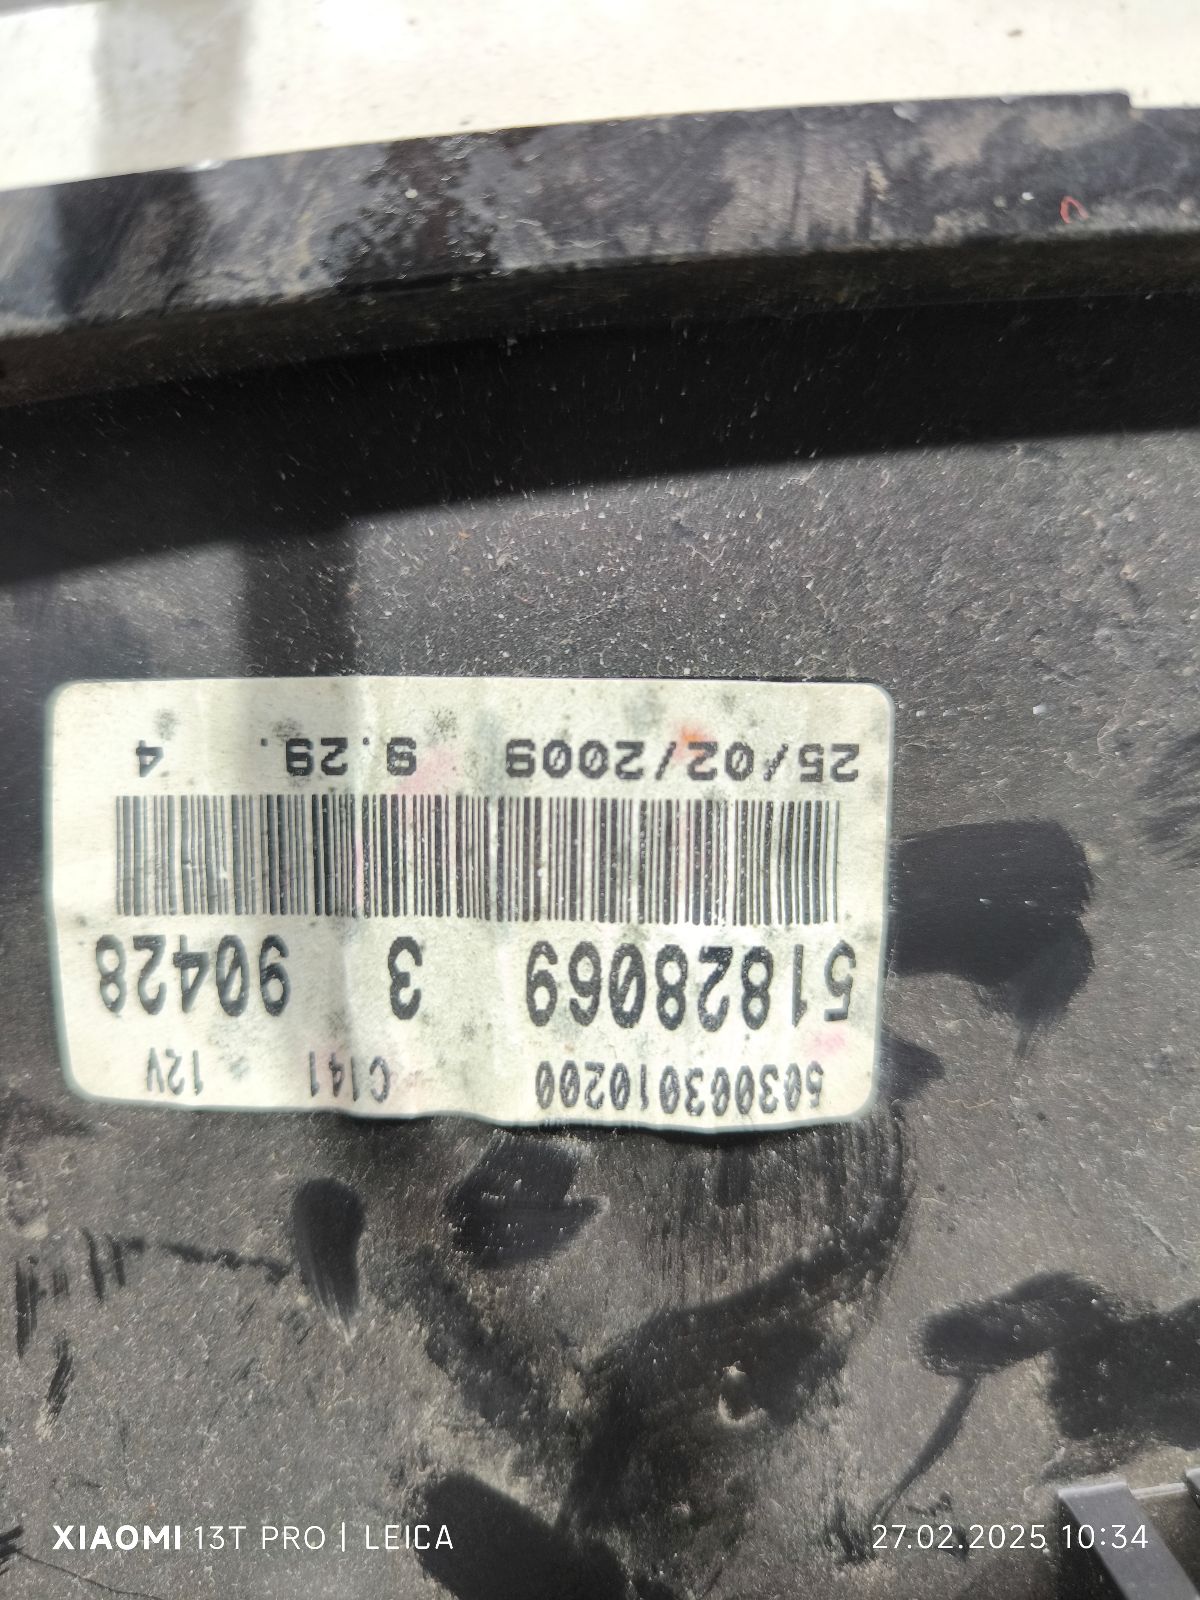 503003010200 C141 12V
51828069 3 90428
25/02/2009 9.29. 4
XIAOMI 13T PRO | LEICA
27.02.2025 10:34